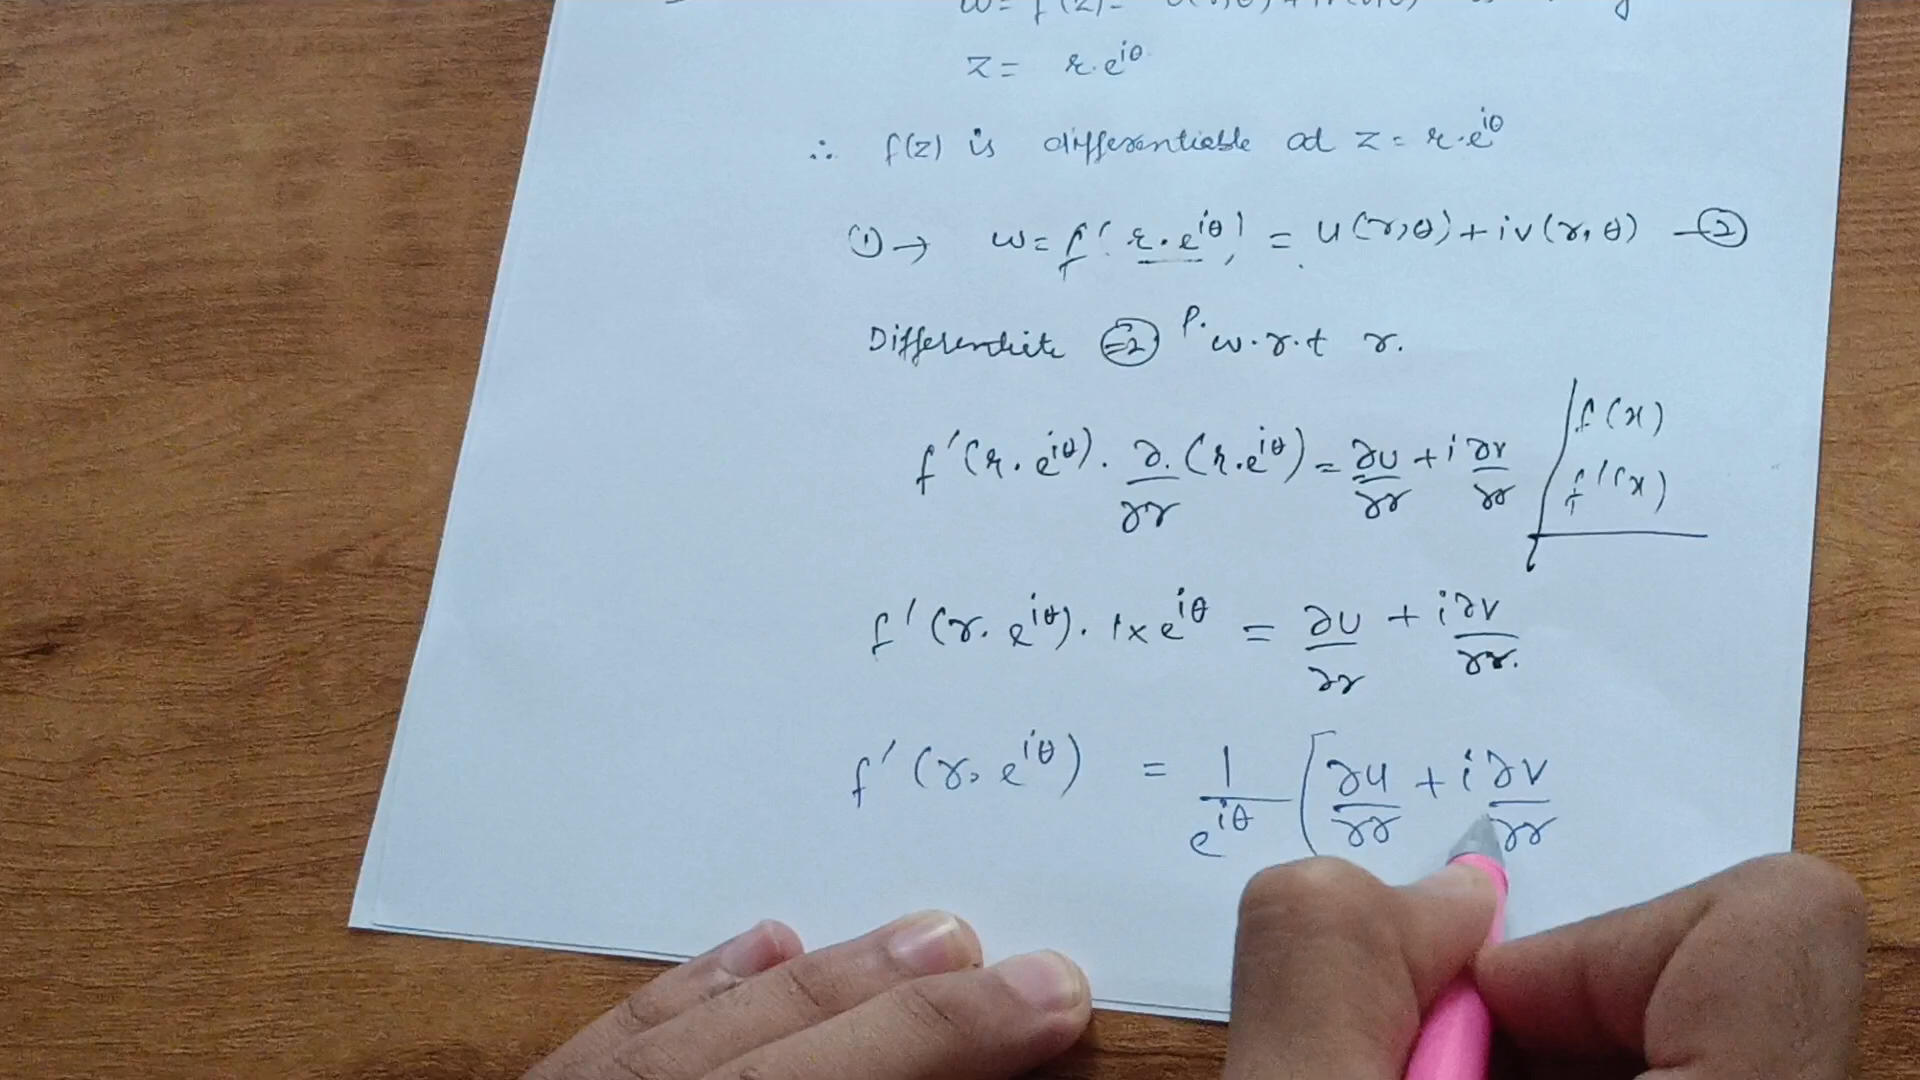 z = r.e^{iθ}
∴ f(z) is differentiable at z = r.e^{iθ}
① → w = f(r.e^{iθ}) = u(r,θ) + iv(r,θ) — ②
Differentiate ② P. w.r.t r.
f'(r.e^{iθ}) . ∂/∂r (r.e^{iθ}) = ∂u/∂r + i ∂v/∂r
f(x)
f'(x)
f'(r.e^{iθ}) . 1×e^{iθ} = ∂u/∂r + i ∂v/∂r.
f'(r.e^{iθ}) = 1/e^{iθ} [∂u/∂r + i ∂v/∂r